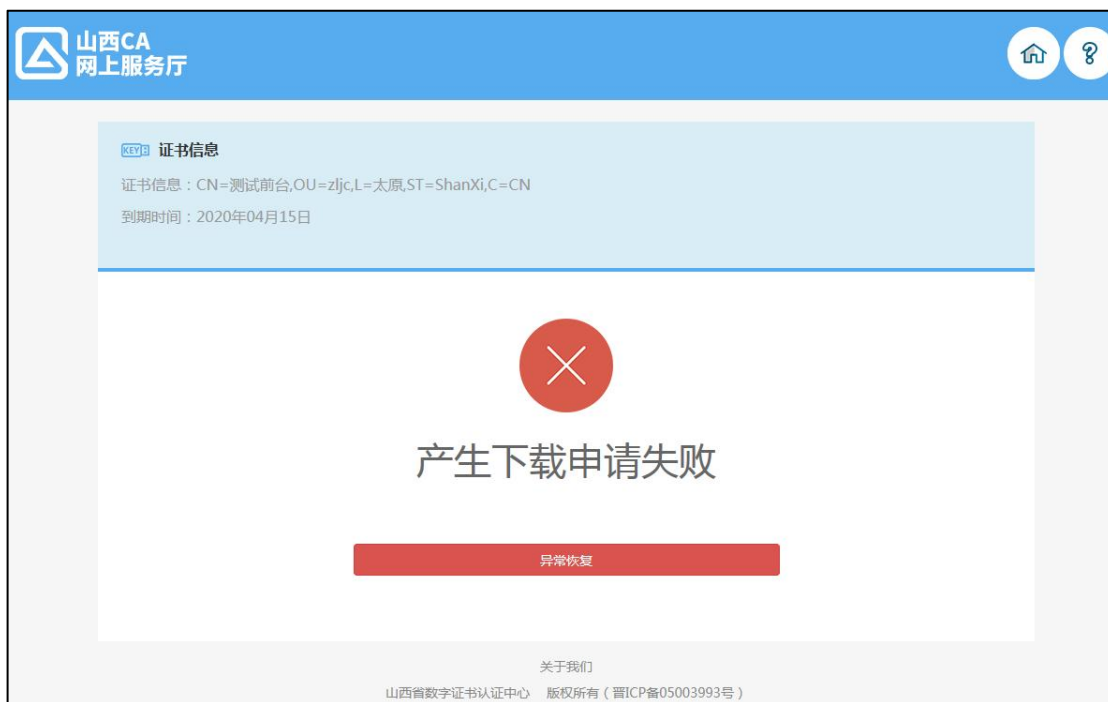 山西CA
网上服务厅
KEY 证书信息
证书信息：CN=测试前台,OU=zljc,L=太原,ST=ShanXi,C=CN
到期时间：2020年04月15日
产生下载申请失败
异常恢复
关于我们
山西省数字证书认证中心 版权所有（晋ICP备05003993号）